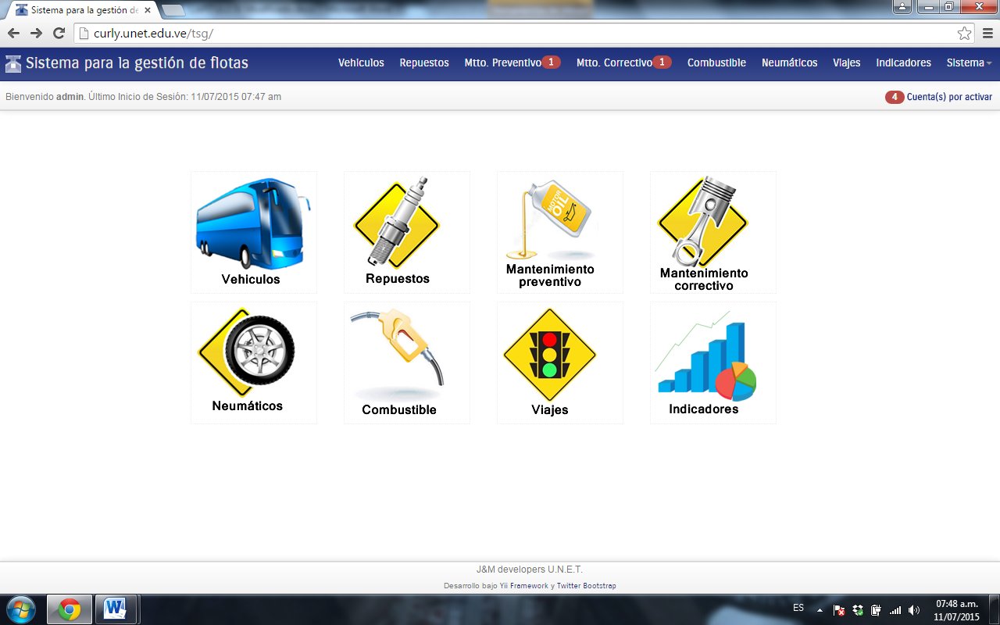 Sistema para la gestión de
curly.unet.edu.ve/tsg/
Sistema para la gestión de flotas
Vehiculos Repuestos Mtto. Preventivo 1 Mtto. Correctivo 1 Combustible Neumáticos Viajes Indicadores Sistema
Bienvenido admin. Último Inicio de Sesión: 11/07/2015 07:47 am
4 Cuenta(s) por activar
MOTOR
OIL
Vehiculos
Repuestos
Mantenimiento
preventivo
Mantenimiento
correctivo
Neumáticos
Combustible
Viajes
Indicadores
J&M developers U.N.E.T.
Desarrollo bajo Yii Framework y Twitter Bootstrap
W
ES
07:48 a.m.
11/07/2015